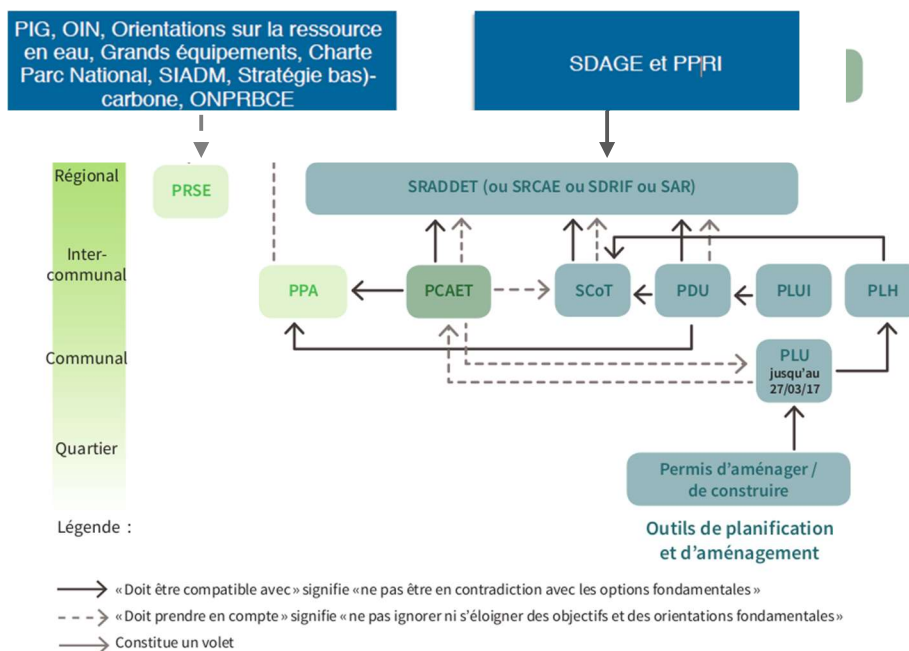 PIG, OIN, Orientations sur la ressource
en eau, Grands équipements, Charte
Parc National, SIADM, Stratégie bas)-
carbone, ONPRBCE
SDAGE et PPRI
Régional
PRSE
SRADDET (ou SRCAE ou SDRIF ou SAR)
Inter-
communal
PPA
PCAET
SCoT
PDU
PLUI
PLH
Communal
PLU
jusqu'au
27/03/17
Quartier
Permis d'aménager /
de construire
Légende :
Outils de planification
et d'aménagement
« Doit être compatible avec » signifie « ne pas être en contradiction avec les options fondamentales »
« Doit prendre en compte » signifie « ne pas ignorer ni s'éloigner des objectifs et des orientations fondamentales »
Constitue un volet